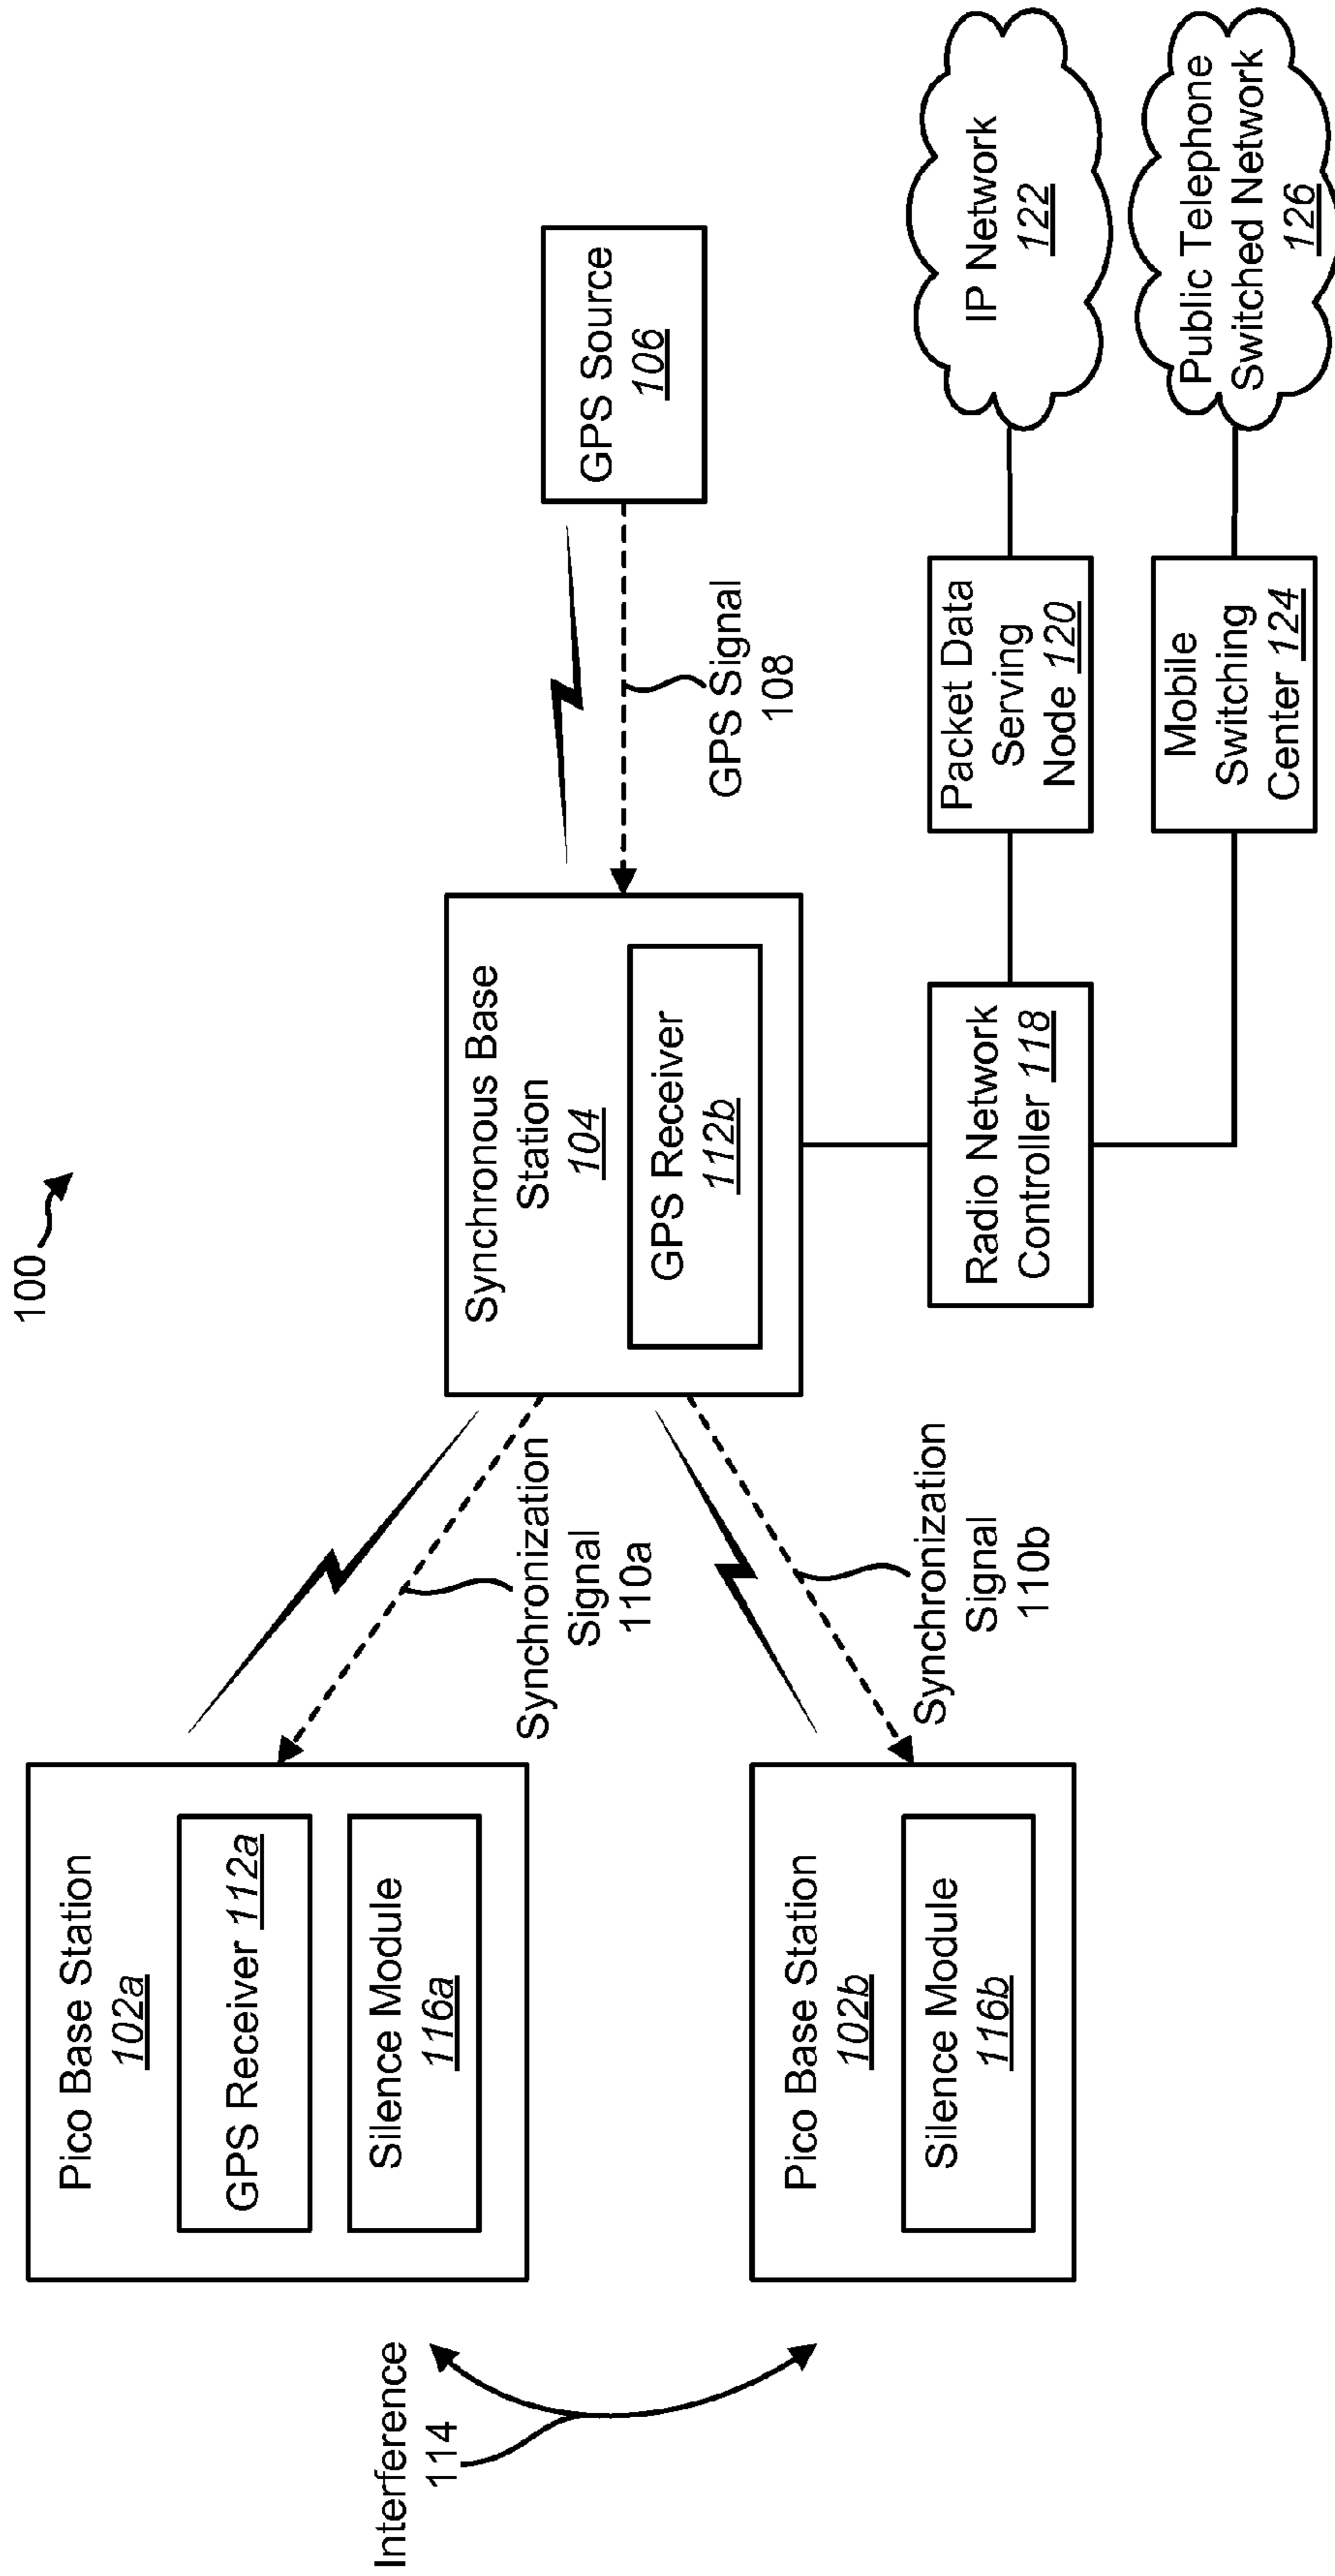 100
Pico Base Station
102a
GPS Receiver 112a
Silence Module
116a
Interference
114
Pico Base Station
102b
Silence Module
116b
Synchronization
Signal
110a
Synchronization
Signal
110b
Synchronous Base
Station
104
GPS Receiver
112b
GPS Signal
108
GPS Source
106
Radio Network
Controller 118
Packet Data
Serving
Node 120
IP Network
122
Mobile
Switching
Center 124
Public Telephone
Switched Network
126